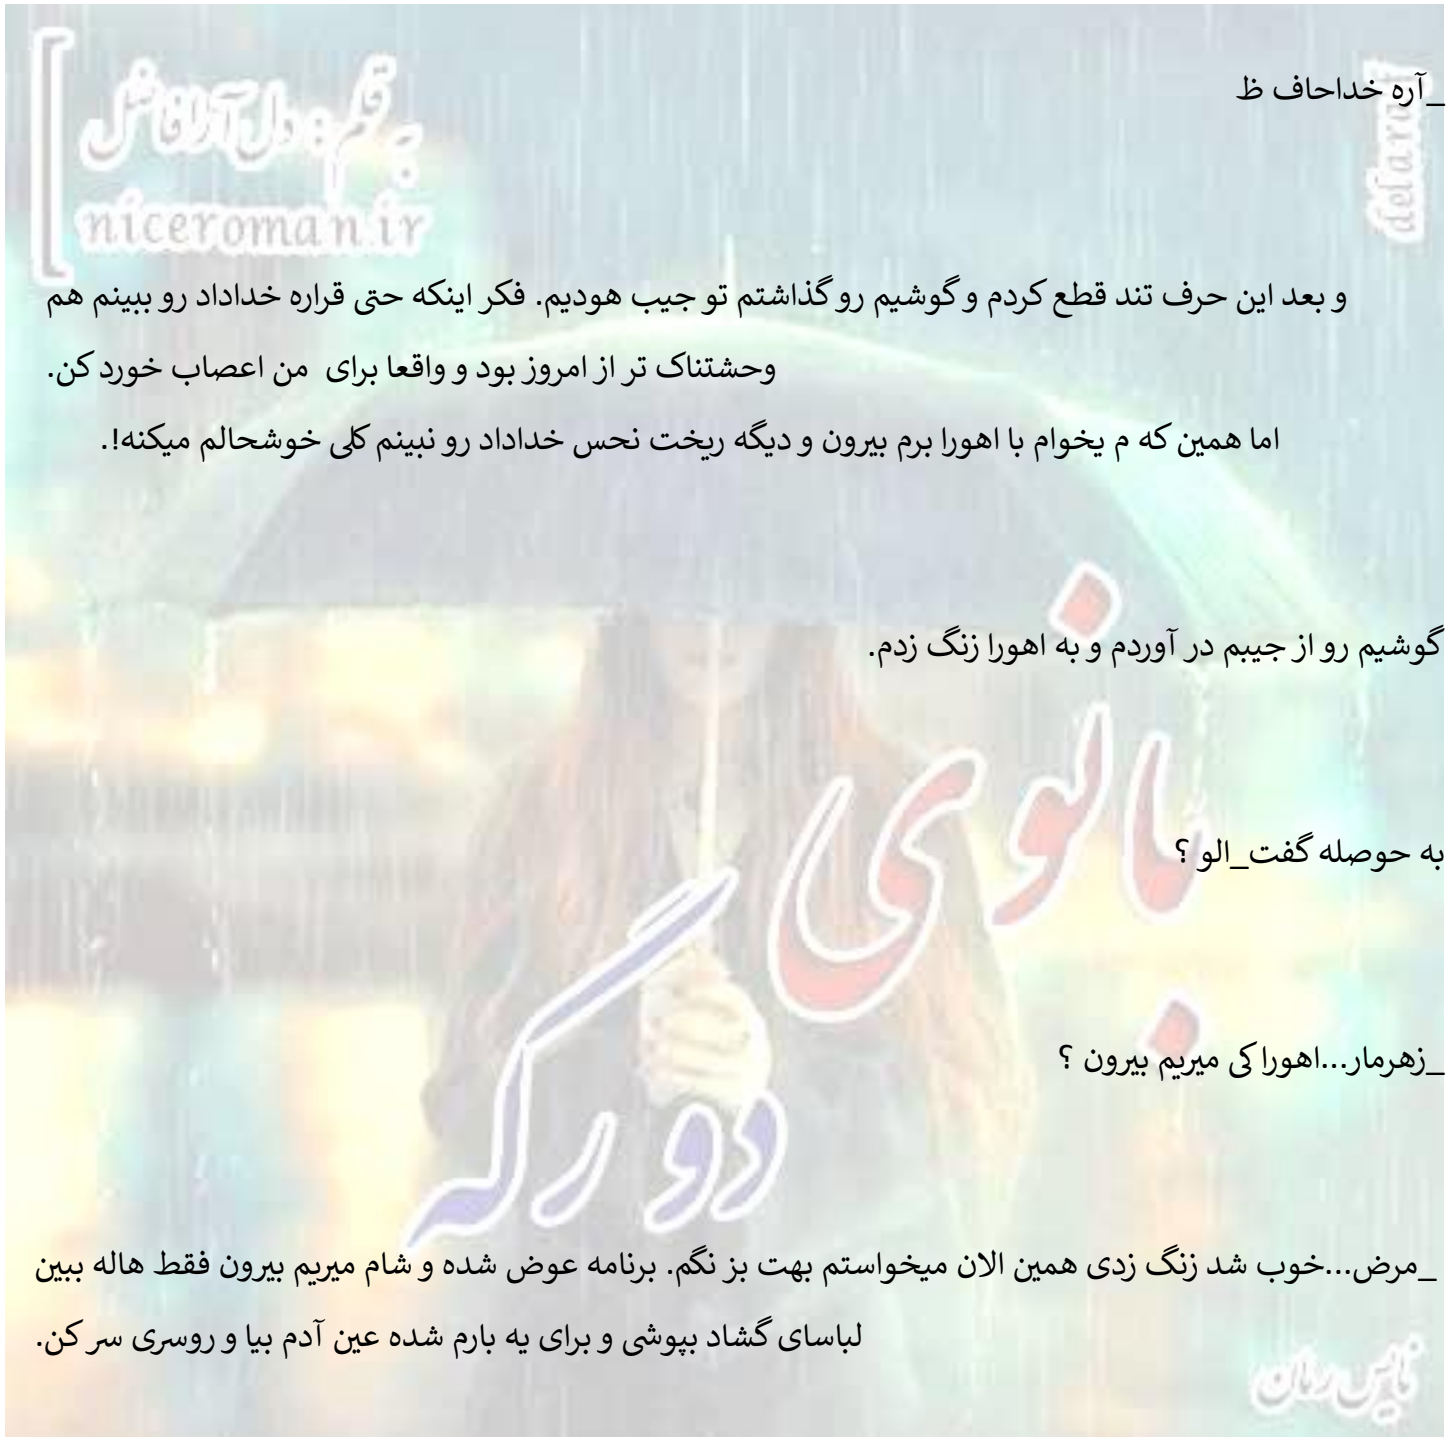 به قلم : دل آرا فاضل
niceroman.ir
_آره خداحاف ظ
و بعد این حرف تند قطع کردم و گوشیم رو گذاشتم تو جیب هودیم. فکر اینکه حتی قراره خداداد رو ببینم هم
وحشتناک تر از امروز بود و واقعا برای من اعصاب خورد کن.
اما همین که م یخوام با اهورا برم بیرون و دیگه ریخت نحس خداداد رو نبینم کلی خوشحالم میکنه!.
گوشیم رو از جیبم در آوردم و به اهورا زنگ زدم.
به حوصله گفت_الو ؟
_زهرمار...اهورا کی میریم بیرون ؟
_مرض...خوب شد زنگ زدی همین الان میخواستم بهت بز نگم. برنامه عوض شده و شام میریم بیرون فقط هاله ببین
لباسای گشاد بپوشی و برای یه بارم شده عین آدم بیا و روسری سر کن.
بانوی
دو رگه
نایس رمان